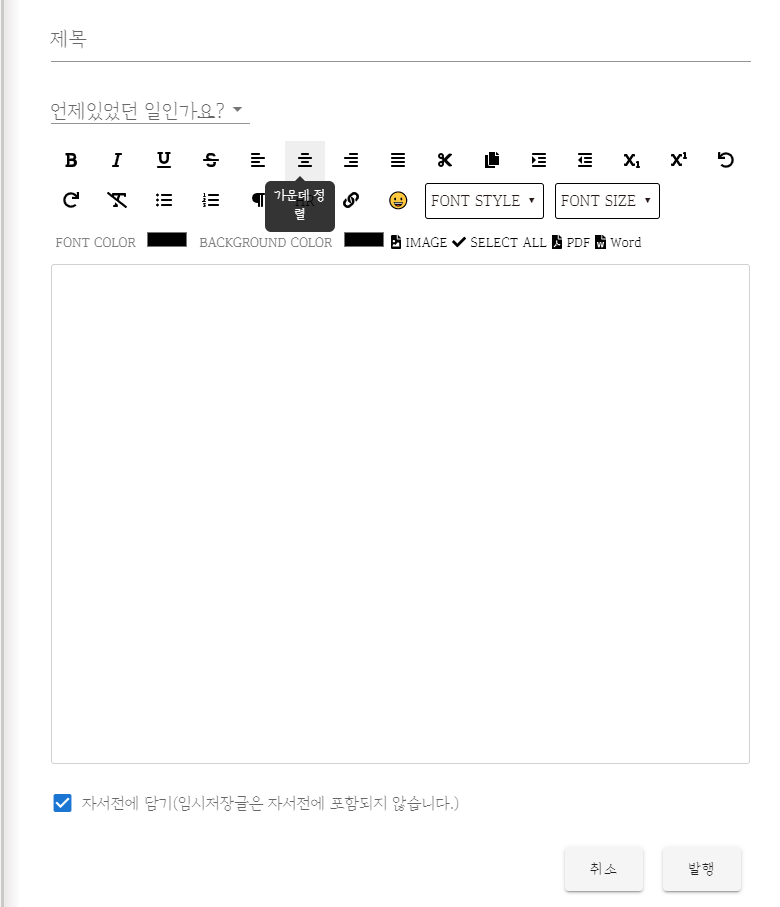 제목
언제있었던 일인가요?
B I U S X₁ X¹
가운데 정
렬
FONT STYLE FONT SIZE
FONT COLOR BACKGROUND COLOR IMAGE SELECT ALL PDF Word
자서전에 담기(임시저장글은 자서전에 포함되지 않습니다.)
취소 발행